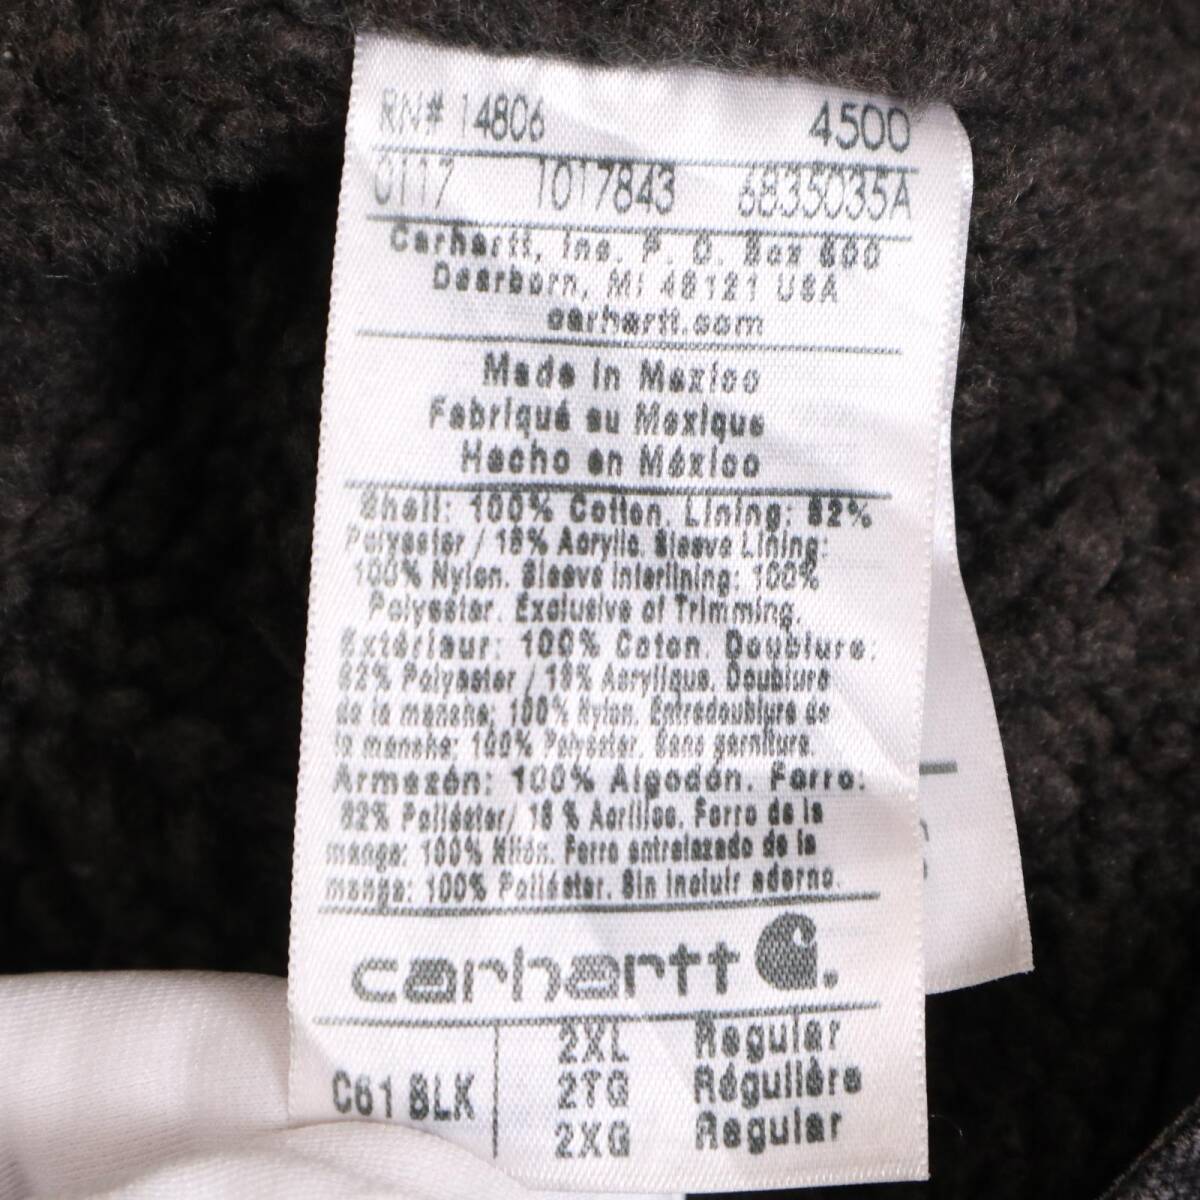 RN# 14806 4500
0117 1017843 6835035A
Carhartt, Inc. P. O. Box 600
Dearborn, MI 48121 USA
carhartt.com
Made in Mexico
Fabriqué au Mexique
Hecho en México
Shell: 100% Cotton. Lining: 82%
Polyester / 18% Acrylic. Sleeve Lining:
100% Nylon. Sleeve Interlining: 100%
Polyester. Exclusive of Trimming.
Extérieur: 100% Coton. Doublure:
82% Polyester / 18% Acrylique. Doublure
de la manche: 100% Nylon. Entredoublure de
la manche: 100% Polyester. Sans garniture.
Armazón: 100% Algodón. Forro:
82% Poliéster/ 18 % Acrílico. Forro de la
manga: 100% Nilón. Forro entrelazado de la
manga: 100% Poliéster. Sin incluir adorno.
carhartt
C61 BLK
2XL Regular
2TG Régulière
2XG Regular